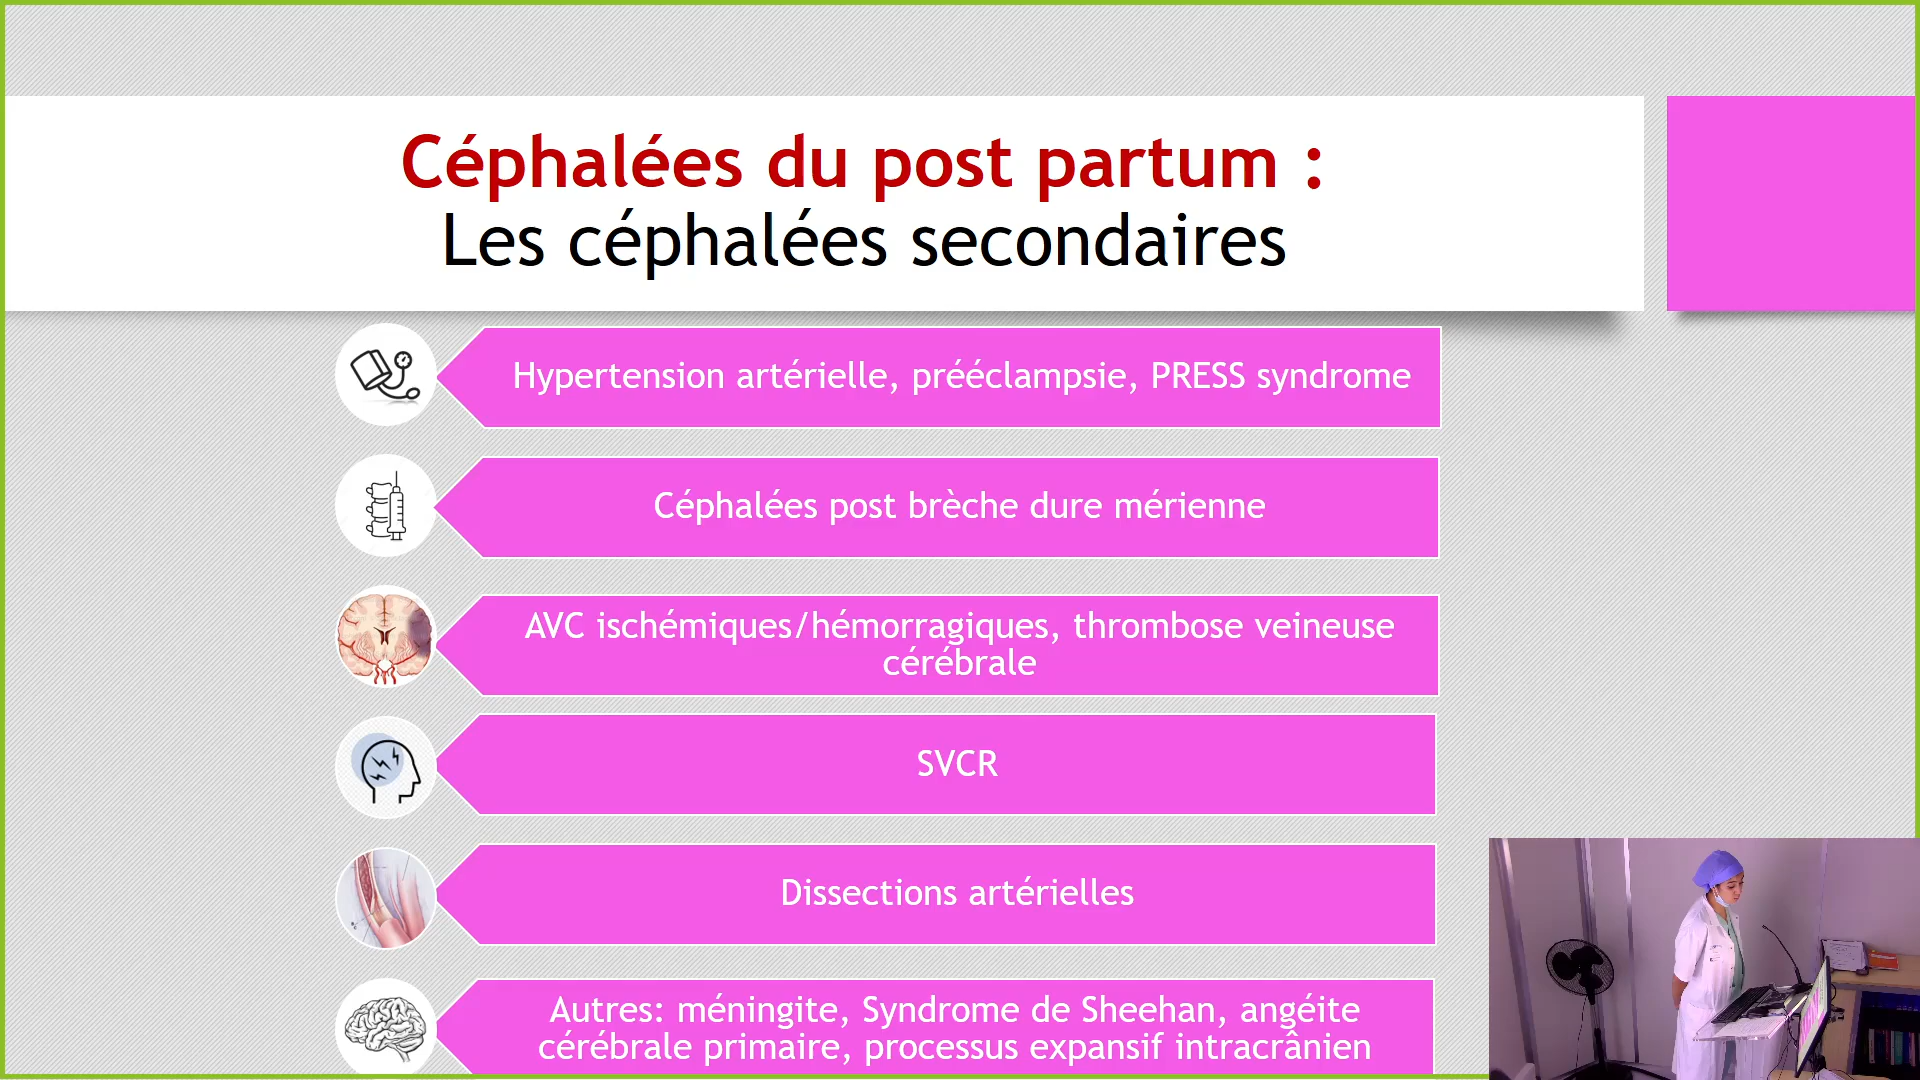 Céphalées du post partum :
Les céphalées secondaires
Hypertension artérielle, prééclampsie, PRESS syndrome
Céphalées post brèche dure mérienne
AVC ischémiques/hémorragiques, thrombose veineuse
cérébrale
SVCR
Dissections artérielles
Autres: méningite, Syndrome de Sheehan, angéite
cérébrale primaire, processus expansif intracrânien